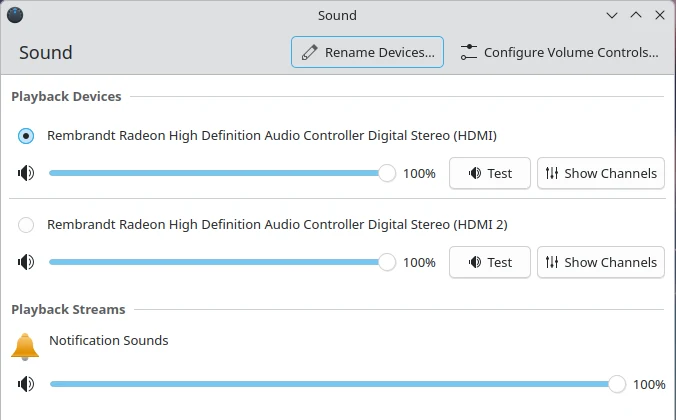 Sound
Sound
Rename Devices...
Configure Volume Controls...
Playback Devices
Rembrandt Radeon High Definition Audio Controller Digital Stereo (HDMI)
100%
Test
Show Channels
Rembrandt Radeon High Definition Audio Controller Digital Stereo (HDMI 2)
100%
Test
Show Channels
Playback Streams
Notification Sounds
100%